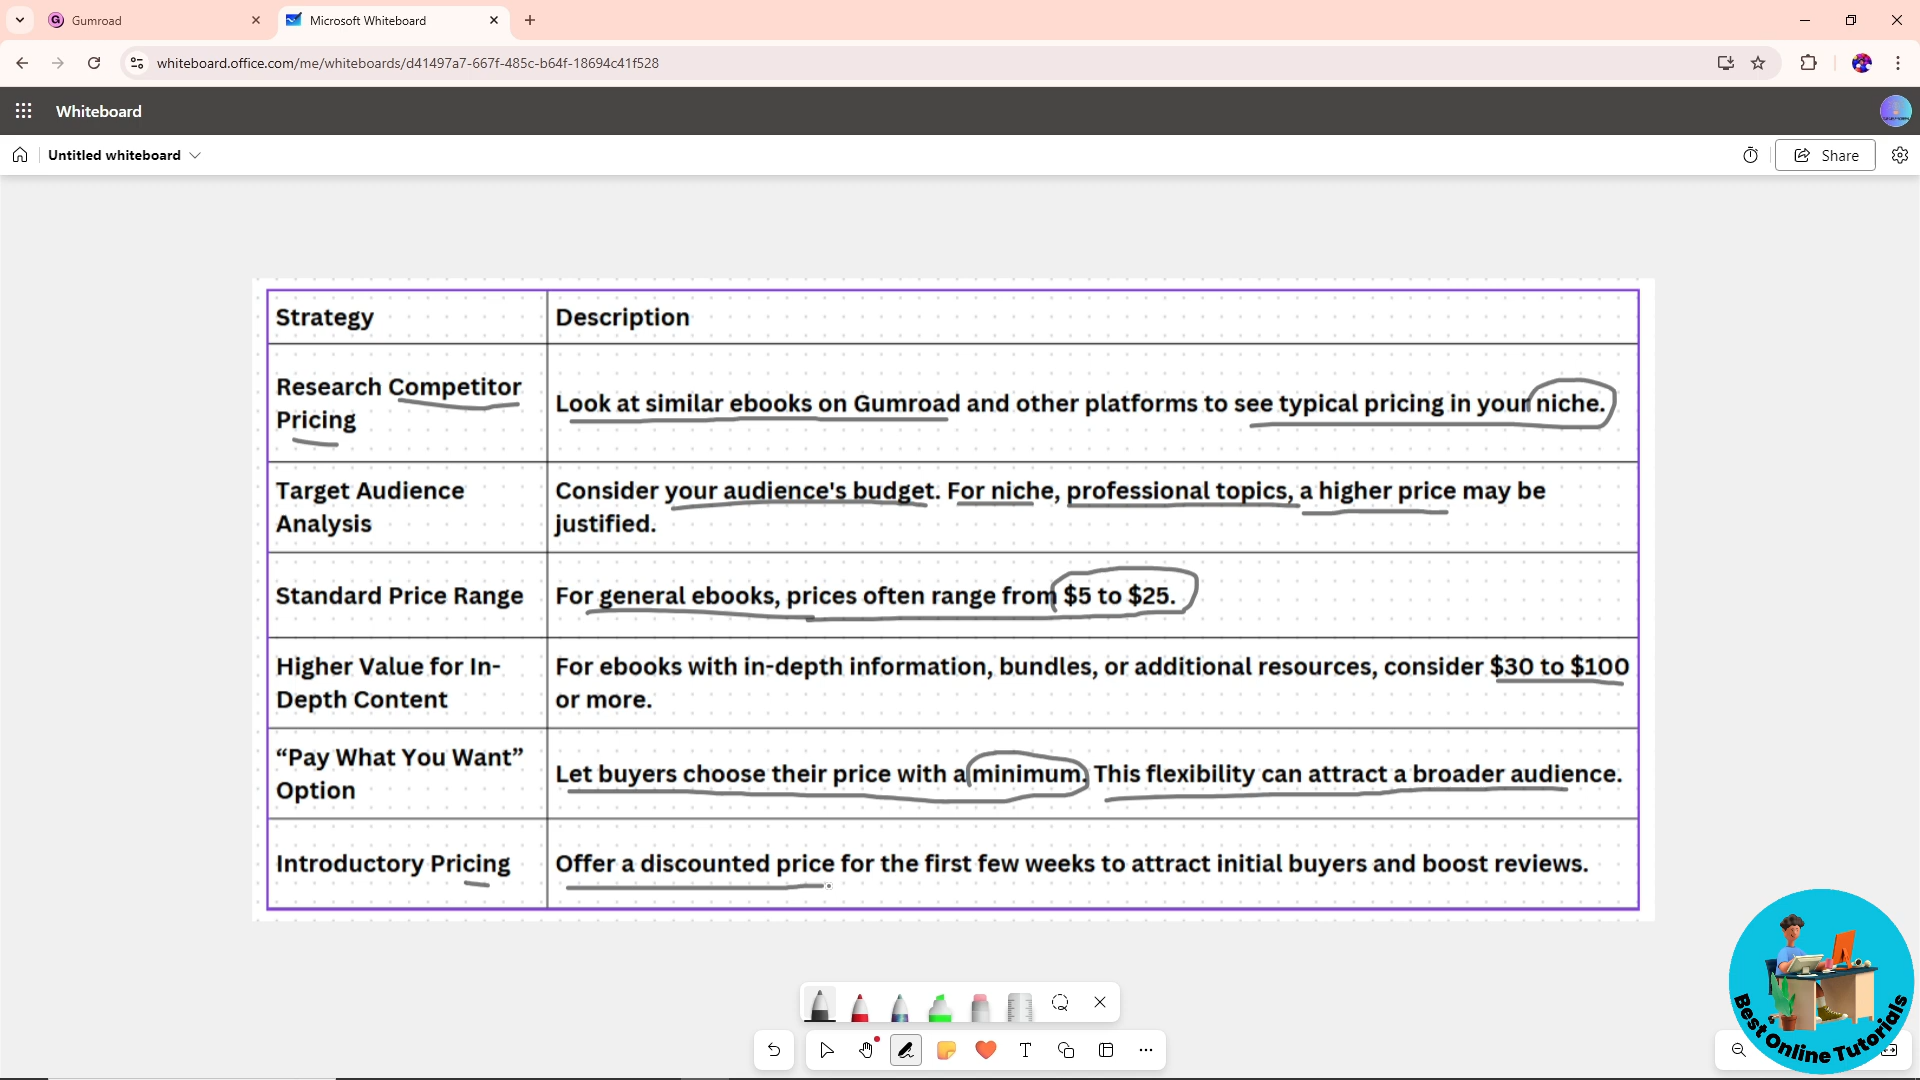 Gumroad
Microsoft Whiteboard
whiteboard.office.com/me/whiteboards/d41497a7-667f-485c-b64f-18694c41f528
Whiteboard
Untitled whiteboard
Share
Strategy
Description
Research Competitor
Pricing
Look at similar ebooks on Gumroad and other platforms to see typical pricing in your niche.
Target Audience
Analysis
Consider your audience's budget. For niche, professional topics, a higher price may be
justified.
Standard Price Range
For general ebooks, prices often range from $5 to $25.
Higher Value for In-
Depth Content
For ebooks with in-depth information, bundles, or additional resources, consider $30 to $100
or more.
“Pay What You Want”
Option
Let buyers choose their price with a minimum. This flexibility can attract a broader audience.
Introductory Pricing
Offer a discounted price for the first few weeks to attract initial buyers and boost reviews.
Best Online Tutorials